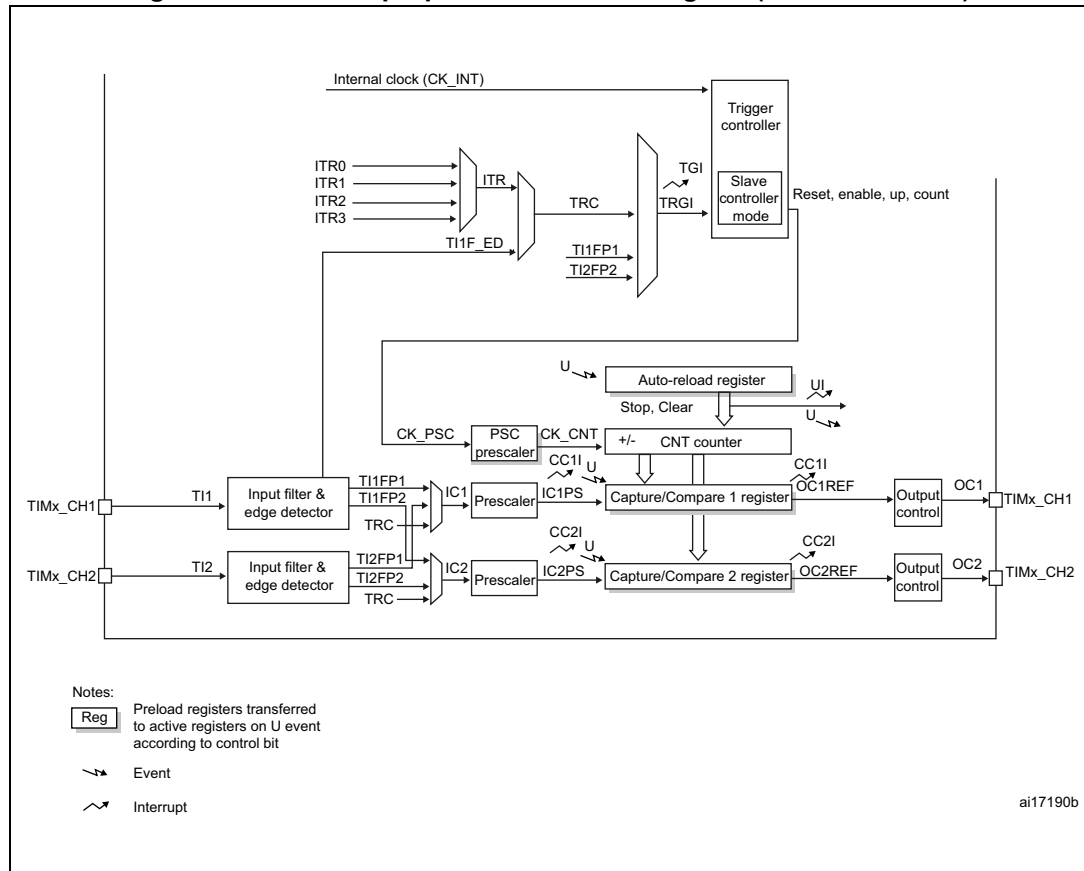 Internal clock (CK_INT)
Trigger
controller
ITR0
ITR1
ITR2
ITR3
ITR
TRC
TGI
TRGI
Slave
controller
mode
Reset, enable, up, count
TI1F_ED
TI1FP1
TI2FP2
U
Auto-reload register
UI
Stop, Clear
U
CK_PSC
PSC
prescaler
CK_CNT
+/-
CNT counter
TIMx_CH1
TI1
Input filter &
edge detector
TI1FP1
TI1FP2
TRC
IC1
Prescaler
IC1PS
CC1I
U
Capture/Compare 1 register
CC1I
OC1REF
Output
control
OC1
TIMx_CH1
TIMx_CH2
TI2
Input filter &
edge detector
TI2FP1
TI2FP2
TRC
IC2
Prescaler
IC2PS
CC2I
U
Capture/Compare 2 register
CC2I
OC2REF
Output
control
OC2
TIMx_CH2
Notes:
Reg
Preload registers transferred
to active registers on U event
according to control bit
Event
Interrupt
ai17190b